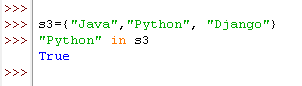 >>>
>>> s3={"Java","Python", "Django"}
>>> "Python" in s3
True
>>>